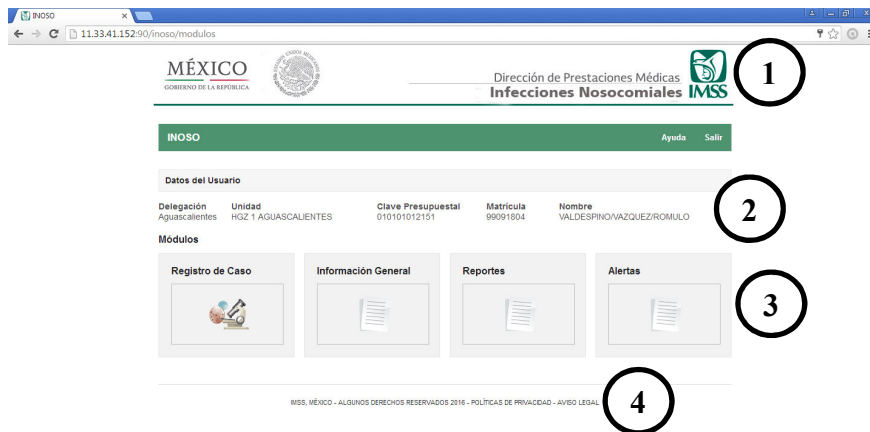 INOSO
11.33.41.152:90/inoso/modulos
MÉXICO
GOBIERNO DE LA REPÚBLICA
Dirección de Prestaciones Médicas
Infecciones Nosocomiales
IMSS
1
INOSO Ayuda Salir
Datos del Usuario
Delegación Unidad Clave Presupuestal Matrícula Nombre
Aguascalientes HGZ 1 AGUASCALIENTES 010101012151 99091804 VALDESPINO/VAZQUEZ/ROMULO
2
Módulos
Registro de Caso Información General Reportes Alertas
3
IMSS, MÉXICO - ALGUNOS DERECHOS RESERVADOS 2016 - POLÍTICAS DE PRIVACIDAD - AVISO LEGAL
4